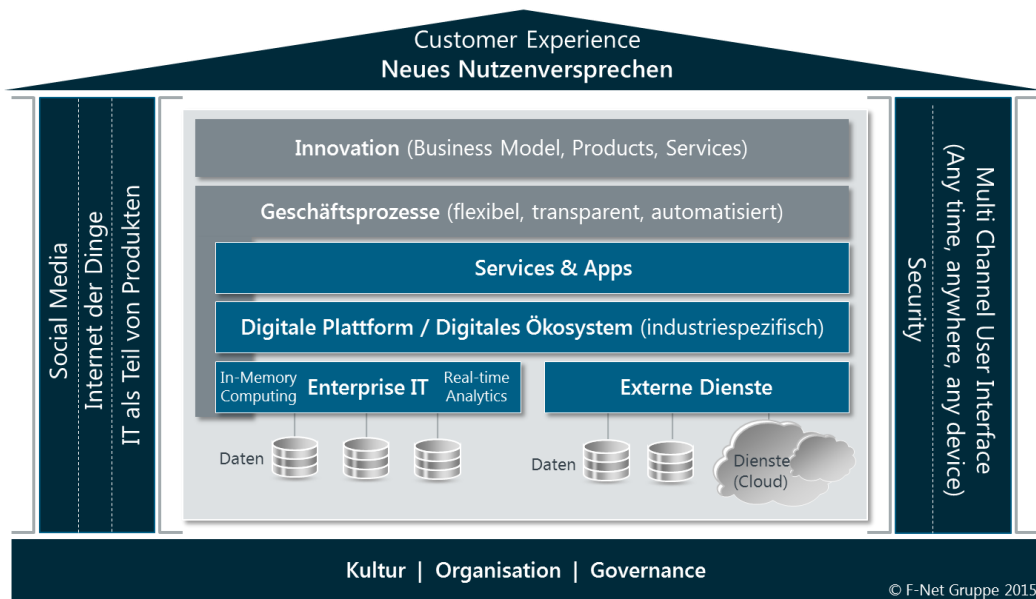 Customer Experience
Neues Nutzenversprechen
Social Media
Internet der Dinge
IT als Teil von Produkten
Innovation (Business Model, Products, Services)
Geschäftsprozesse (flexibel, transparent, automatisiert)
Services & Apps
Digitale Plattform / Digitales Ökosystem (industriespezifisch)
In-Memory
Computing
Enterprise IT
Real-time
Analytics
Externe Dienste
Daten
Daten
Dienste
(Cloud)
Multi Channel User Interface
(Any time, anywhere, any device)
Security
Kultur | Organisation | Governance
© F-Net Gruppe 2015